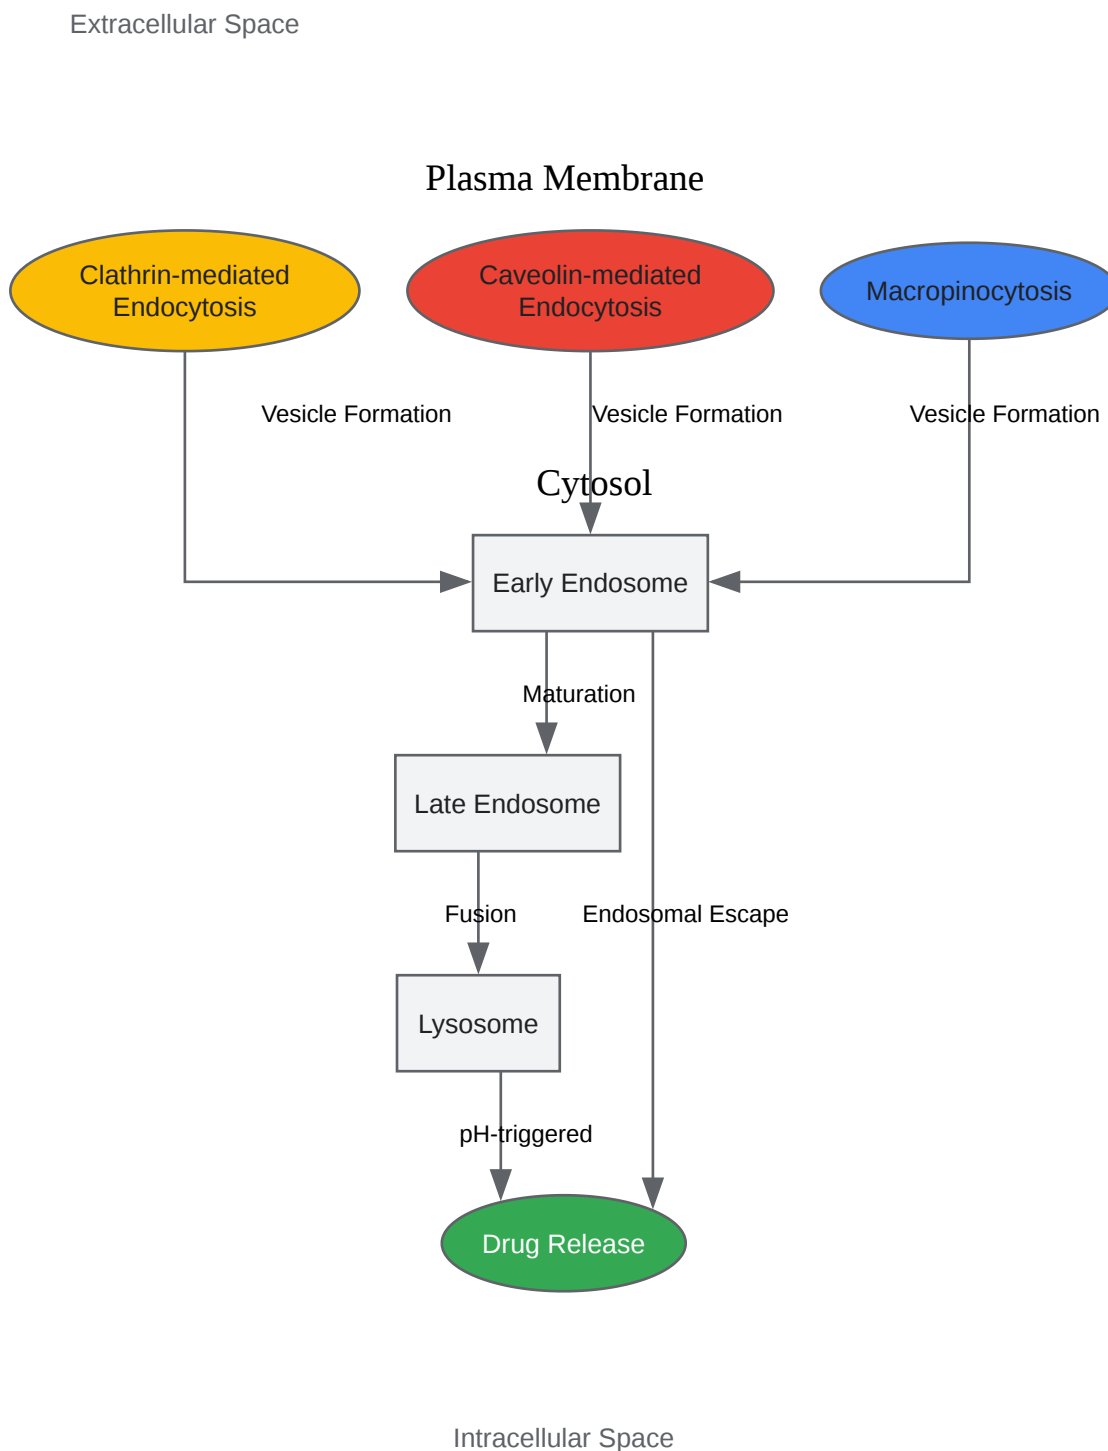 Extracellular Space
Plasma Membrane
Clathrin-mediated
Endocytosis
Caveolin-mediated
Endocytosis
Macropinocytosis
Vesicle Formation
Vesicle Formation
Vesicle Formation
Cytosol
Early Endosome
Maturation
Late Endosome
Fusion
Endosomal Escape
Lysosome
pH-triggered
Drug Release
Intracellular Space